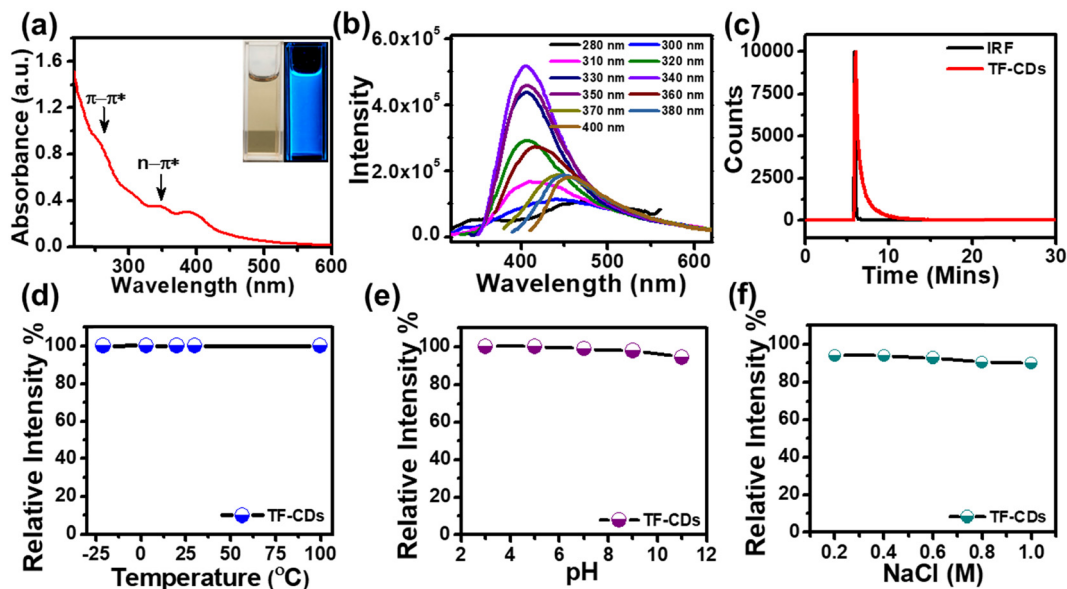 (a)
Absorbance (a.u.)
1.6
1.2
0.8
0.4
0.0
π–π*
n–π*
300
400
500
600
Wavelength (nm)
(b)
Intensity
6.0x10⁵
4.0x10⁵
2.0x10⁵
0.0
280 nm 300 nm
310 nm 320 nm
330 nm 340 nm
350 nm 360 nm
370 nm 380 nm
400 nm
400
500
600
Wavelength (nm)
(c)
Counts
10000
7500
5000
2500
0
IRF
TF-CDs
0
10
20
30
Time (Mins)
(d)
Relative Intensity %
100
80
60
40
20
0
TF-CDs
-25
0
25
50
75
100
Temperature (°C)
(e)
Relative Intensity %
100
80
60
40
20
0
TF-CDs
2
4
6
8
10
12
pH
(f)
Relative Intensity %
100
80
60
40
20
0
TF-CDs
0.2
0.4
0.6
0.8
1.0
NaCl (M)